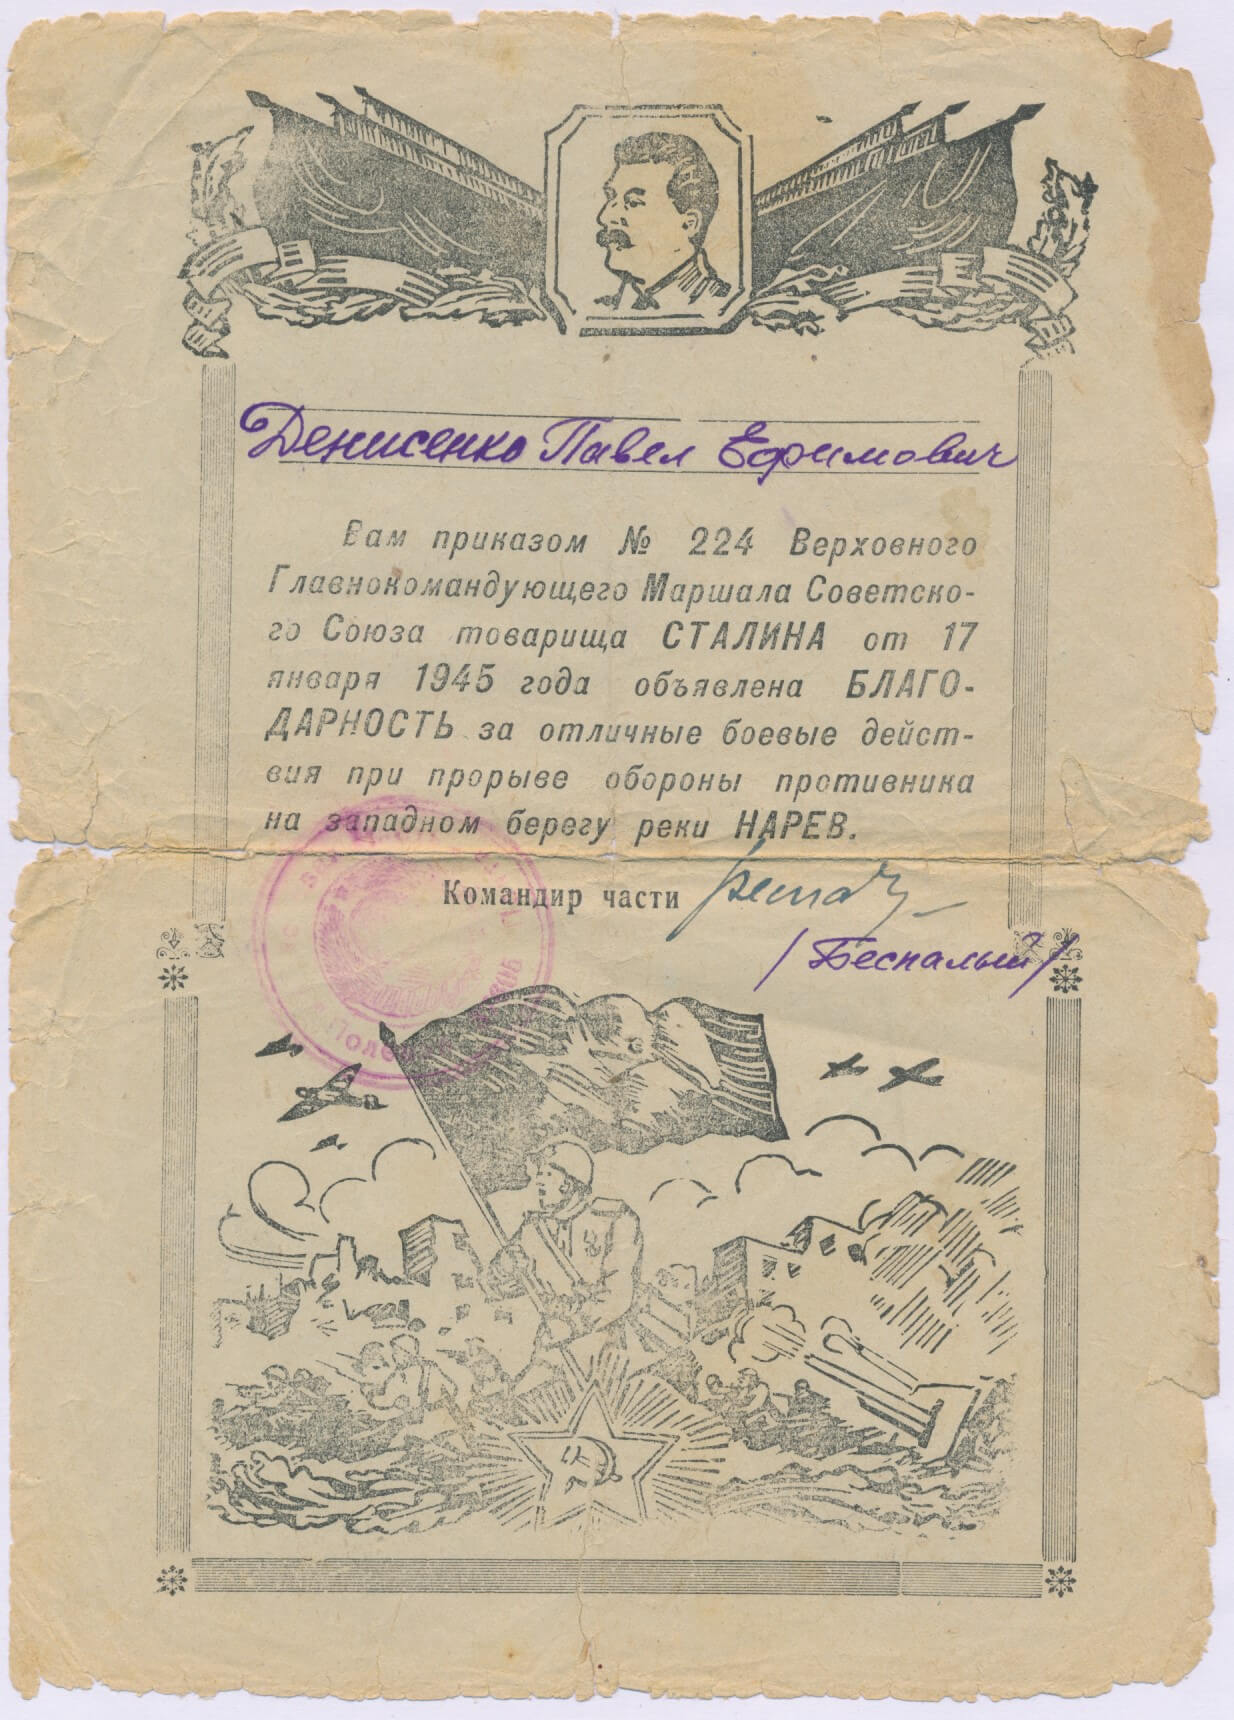 Денисенко Павел Ефимович
Вам приказом № 224 Верховного
Главнокомандующего Маршала Советско-
го Союза товарища СТАЛИНА от 17
января 1945 года объявлена БЛАГО-
ДАРНОСТЬ за отличные боевые дейст-
вия при прорыве обороны противника
на западном берегу реки НАРЕВ.
Командир части
/Беспалый/